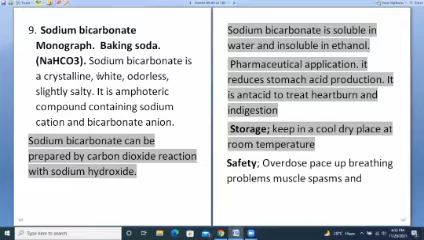 9. Sodium bicarbonate
Monograph. Baking soda.
(NaHCO3). Sodium bicarbonate is
a crystalline, white, odorless,
slightly salty. It is amphoteric
compound containing sodium
cation and bicarbonate anion.
Sodium bicarbonate can be
prepared by carbon dioxide reaction
with sodium hydroxide.
Sodium bicarbonate is soluble in
water and insoluble in ethanol.
Pharmaceutical application. it
reduces stomach acid production. It
is antacid to treat heartburn and
indigestion
Storage; keep in a cool dry place at
room temperature
Safety; Overdose pace up breathing
problems muscle spasms and
Type here to search